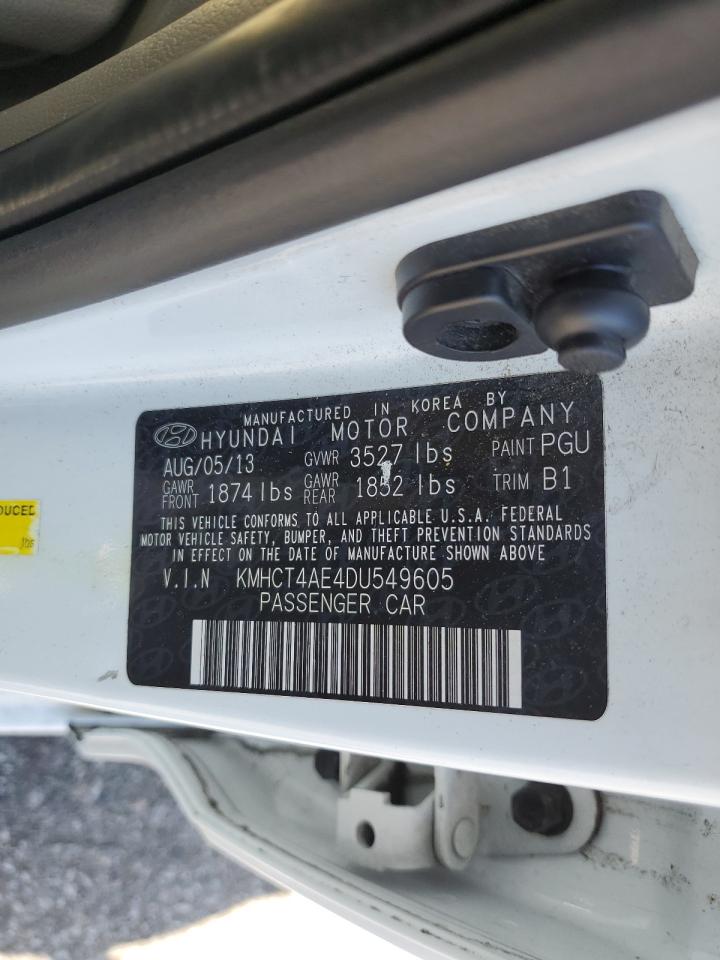 MANUFACTURED IN KOREA BY
HYUNDAI MOTOR COMPANY
AUG/05/13 GVWR 3527 lbs PAINT PGU
GAWR FRONT 1874 lbs GAWR REAR 1852 lbs TRIM B1
THIS VEHICLE CONFORMS TO ALL APPLICABLE U.S.A. FEDERAL
MOTOR VEHICLE SAFETY, BUMPER, AND THEFT PREVENTION STANDARDS
IN EFFECT ON THE DATE OF MANUFACTURE SHOWN ABOVE
V.I.N KMHCT4AE4DU549605
PASSENGER CAR
DUCED